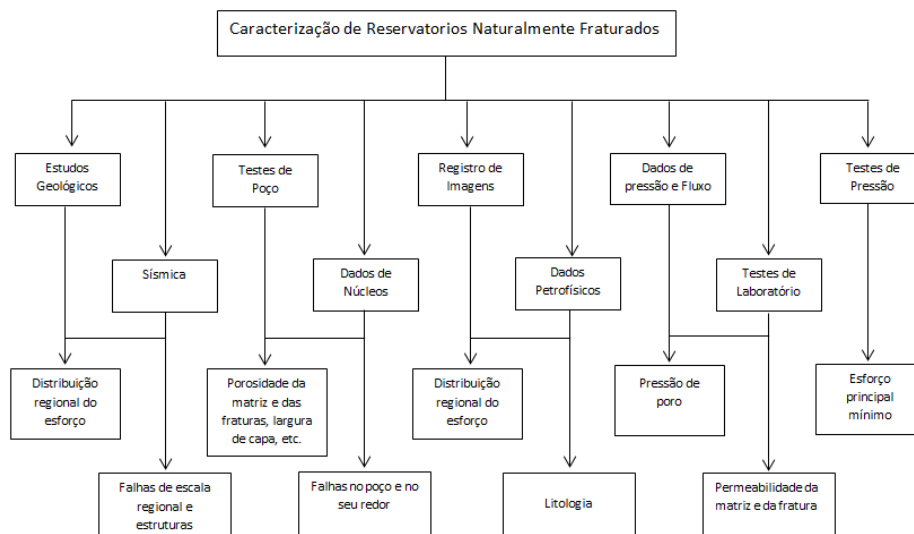 Caracterização de Reservatorios Naturalmente Fraturados
Estudos
Geológicos
Testes de
Poço
Registro de
Imagens
Dados de
pressão e Fluxo
Testes de
Pressão
Sísmica
Dados de
Núcleos
Dados
Petrofísicos
Testes de
Laboratório
Distribuição
regional do
esforço
Porosidade da
matriz e das
fraturas, largura
de capa, etc.
Distribuição
regional do
esforço
Pressão de
poro
Esforço
principal
mínimo
Falhas de escala
regional e
estruturas
Falhas no poço e no
seu redor
Litologia
Permeabilidade da
matriz e da fratura